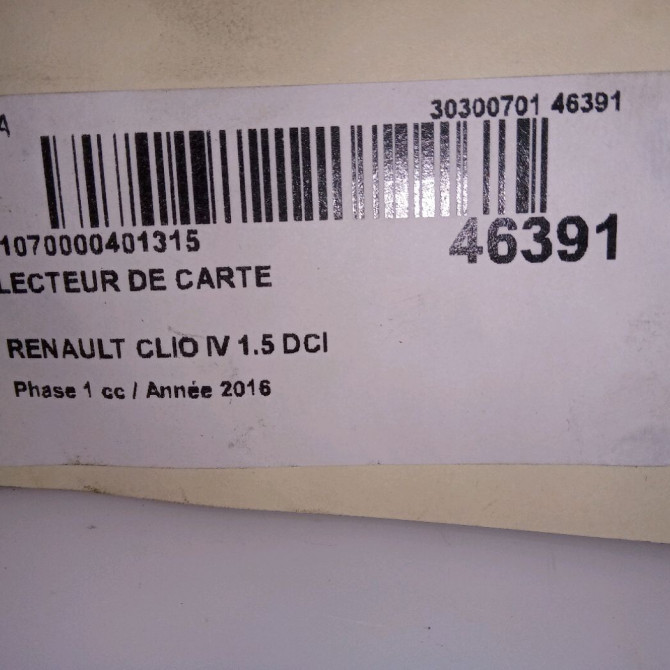 A
30300701 46391
1070000401315
46391
LECTEUR DE CARTE
RENAULT CLIO IV 1.5 DCI
Phase 1 cc / Année 2016